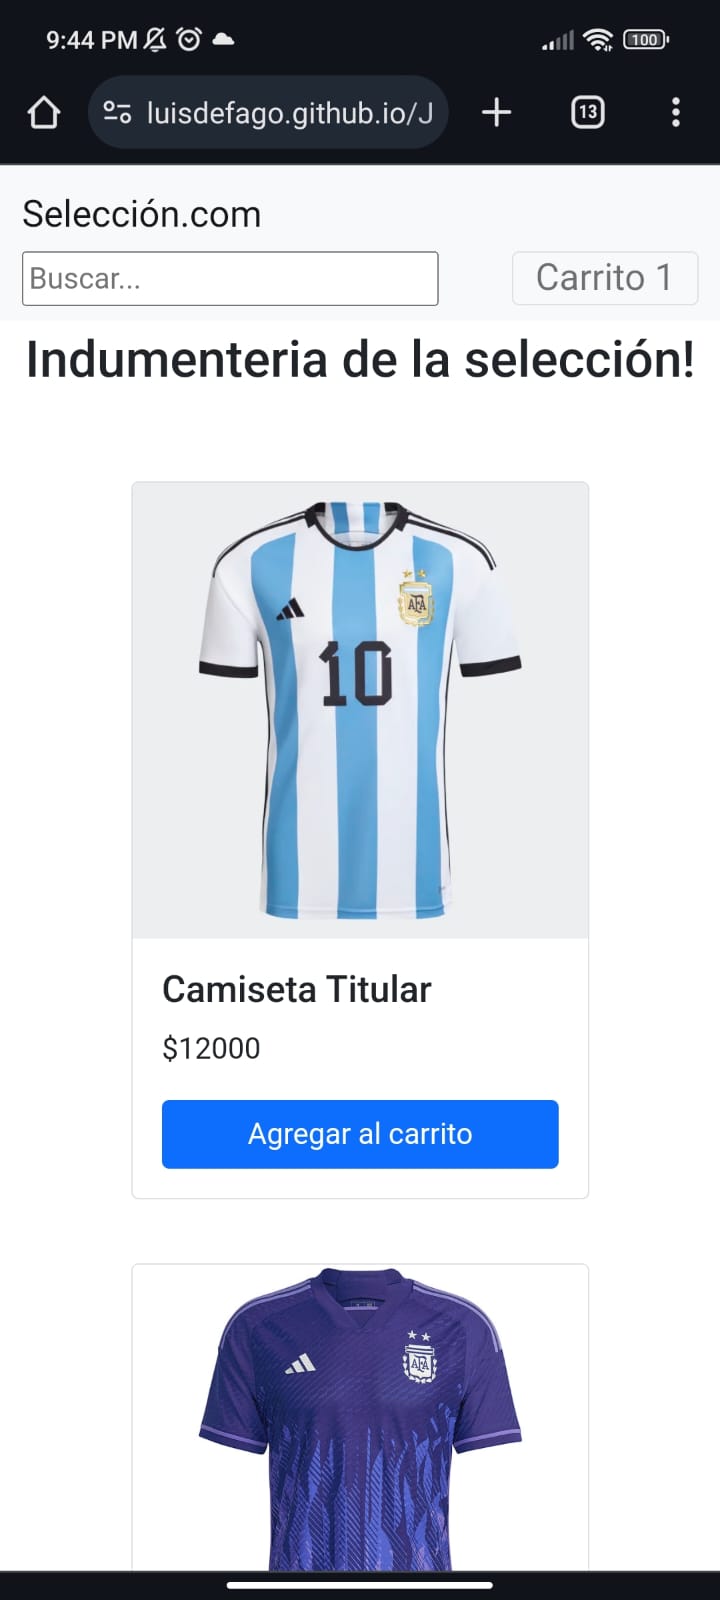 9:44 PM
100
luisdefago.github.io/J
13
Selección.com
Buscar...
Carrito 1
Indumenteria de la selección!
AFA
10
Camiseta Titular
$12000
Agregar al carrito
AFA